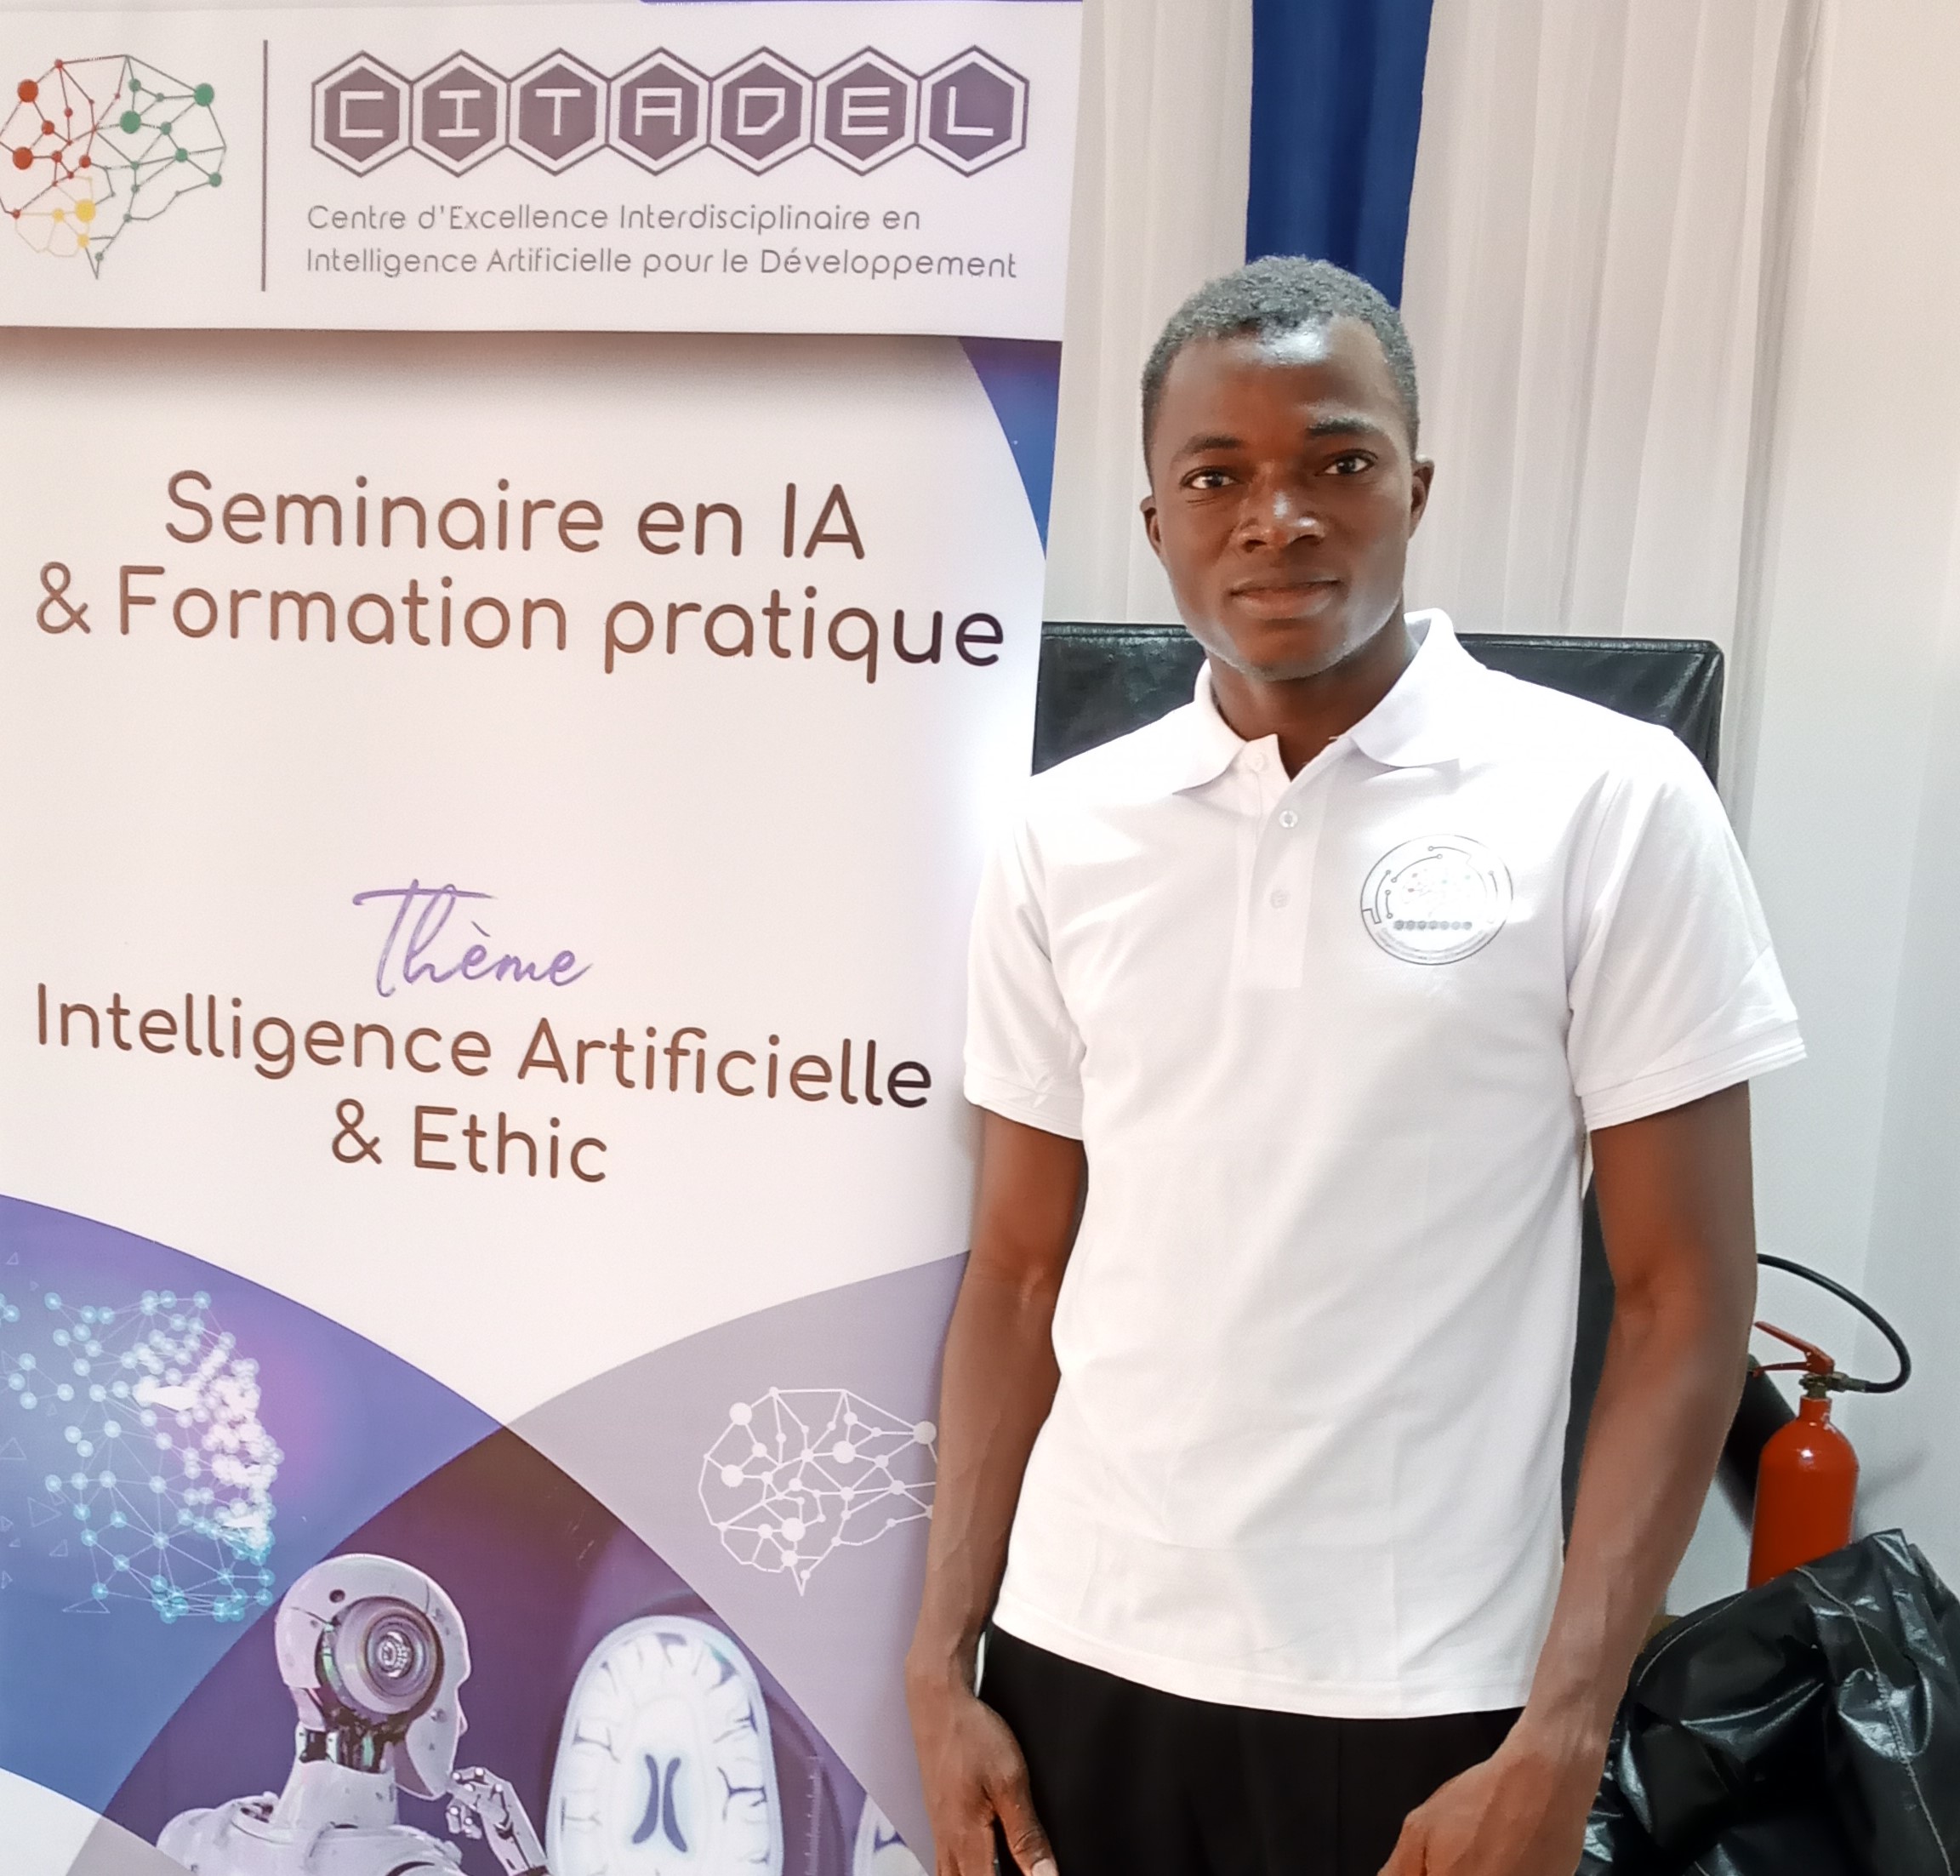 CITADEL
Centre d'Excellence Interdisciplinaire en
Intelligence Artificielle pour le Développement
Seminaire en IA
& Formation pratique
Thème
Intelligence Artificielle
& Ethic